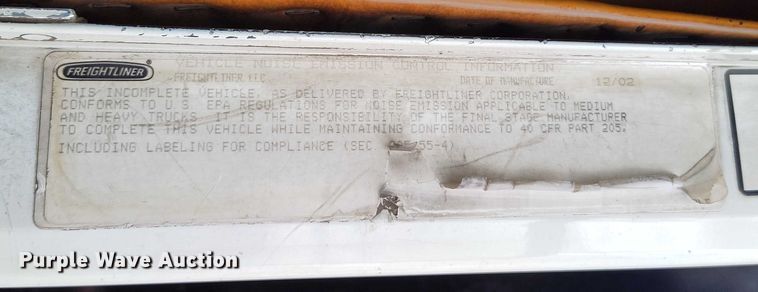 FREIGHTLINER
VEHICLE NOISE EMISSION CONTROL INFORMATION
FREIGHTLINER LLC DATE OF MANUFACTURE 12/02
THIS INCOMPLETE VEHICLE, AS DELIVERED BY FREIGHTLINER CORPORATION,
CONFORMS TO U.S. EPA REGULATIONS FOR NOISE EMISSION APPLICABLE TO MEDIUM
AND HEAVY TRUCKS. IT IS THE RESPONSIBILITY OF THE FINAL STAGE MANUFACTURER
TO COMPLETE THIS VEHICLE WHILE MAINTAINING CONFORMANCE TO 40 CFR PART 205,
INCLUDING LABELING FOR COMPLIANCE (SEC.
Purple Wave Auction